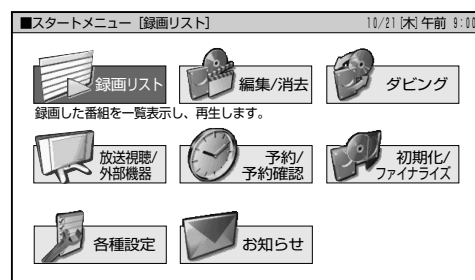 ■スタートメニュー［録画リスト］ 10/21[木]午前 9:00
録画リスト 編集/消去 ダビング
録画した番組を一覧表示し、再生します。
放送視聴/
外部機器
予約/
予約確認
初期化/
ファイナライズ
各種設定 お知らせ